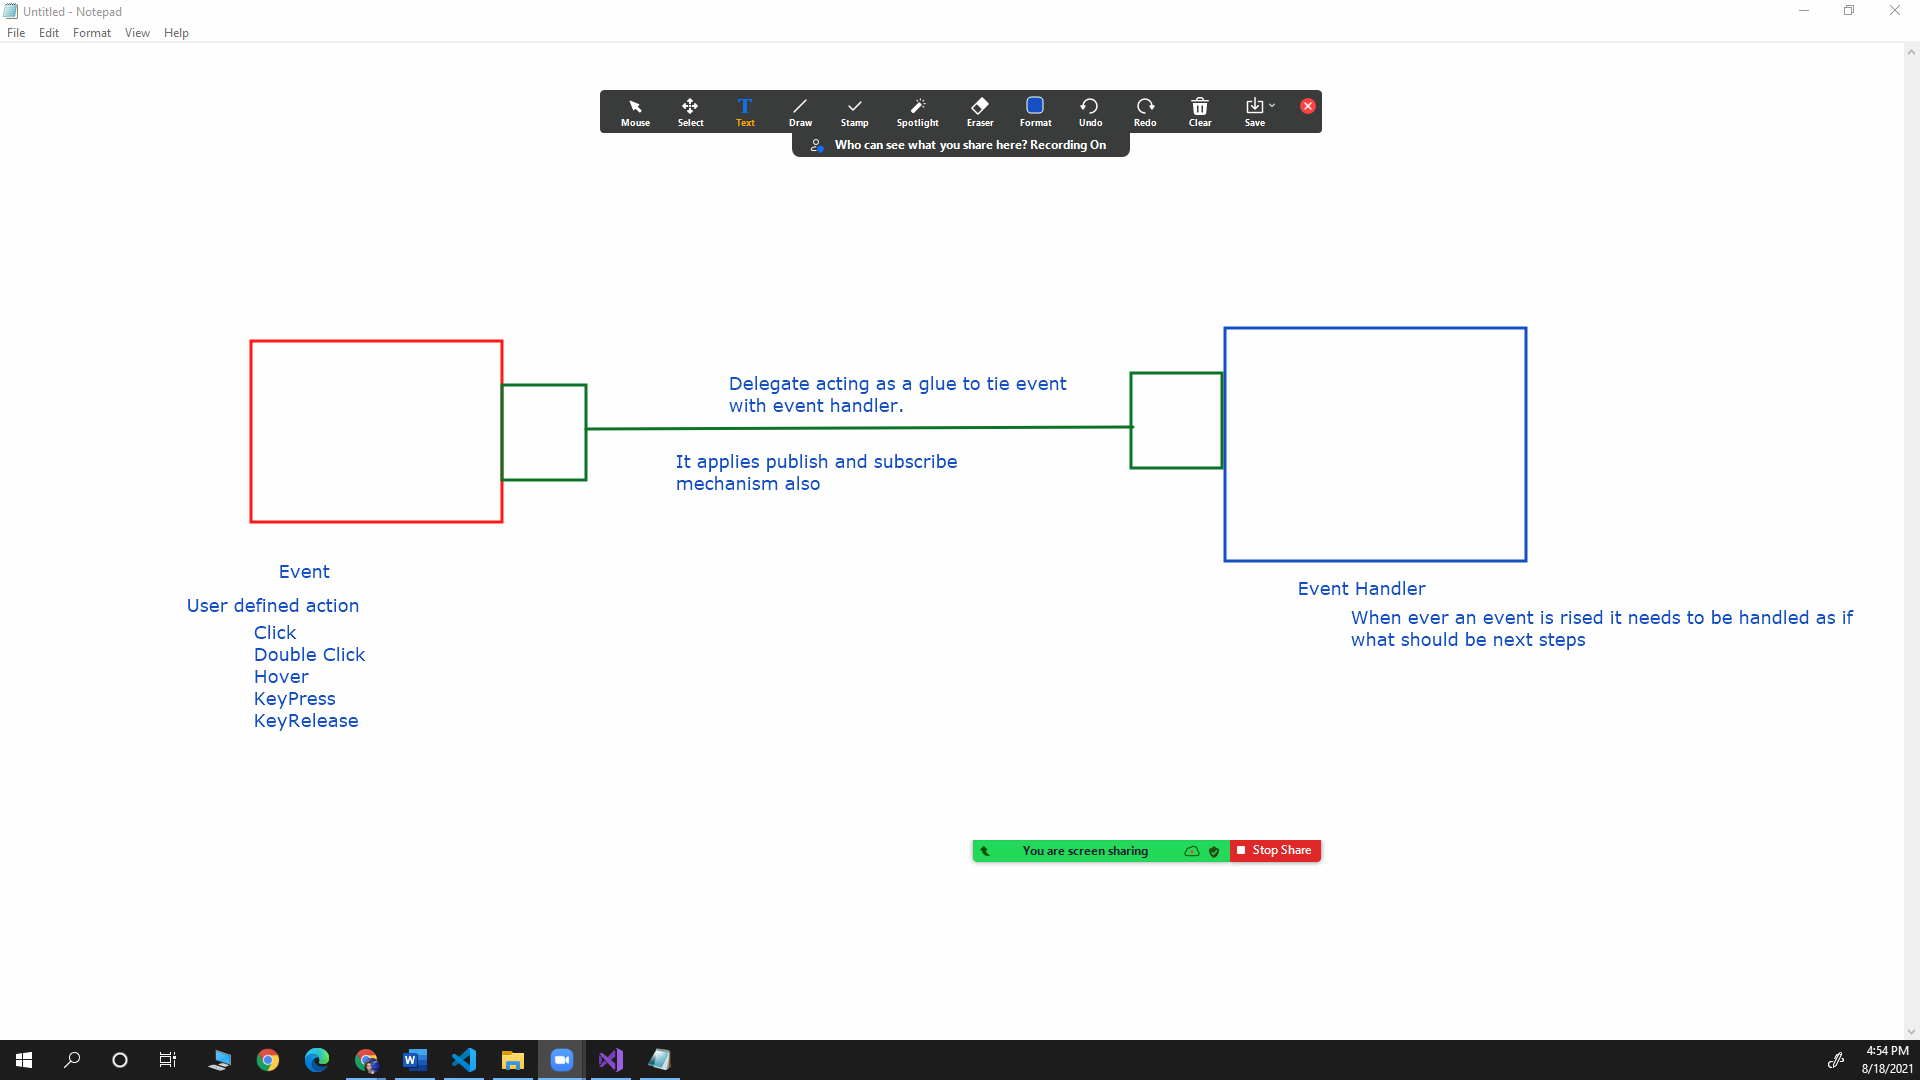 Untitled - Notepad
File Edit Format View Help
Mouse Select Text Draw Stamp Spotlight Eraser Format Undo Redo Clear Save
Who can see what you share here? Recording On
Delegate acting as a glue to tie event
with event handler.
It applies publish and subscribe
mechanism also
Event
User defined action
Click
Double Click
Hover
KeyPress
KeyRelease
Event Handler
When ever an event is rised it needs to be handled as if
what should be next steps
You are screen sharing Stop Share
4:54 PM
8/18/2021